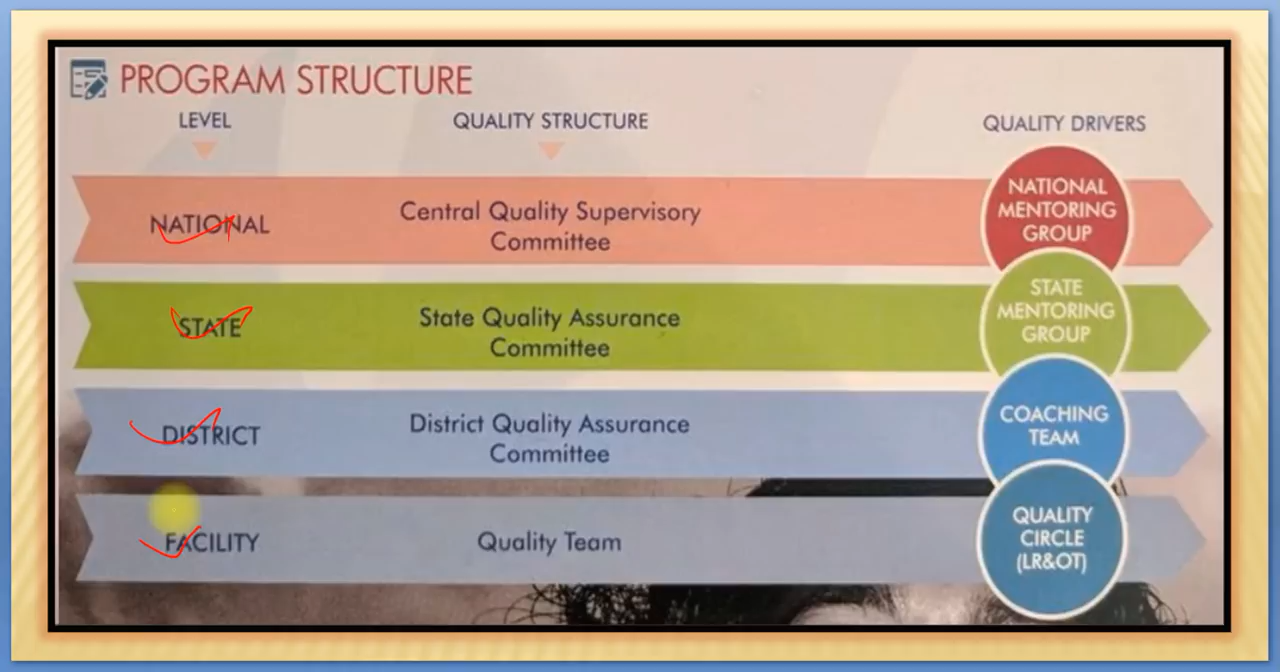 PROGRAM STRUCTURE
LEVEL
QUALITY STRUCTURE
QUALITY DRIVERS
NATIONAL
Central Quality Supervisory
Committee
NATIONAL
MENTORING
GROUP
STATE
State Quality Assurance
Committee
STATE
MENTORING
GROUP
DISTRICT
District Quality Assurance
Committee
COACHING
TEAM
FACILITY
Quality Team
QUALITY
CIRCLE
(LR&OT)